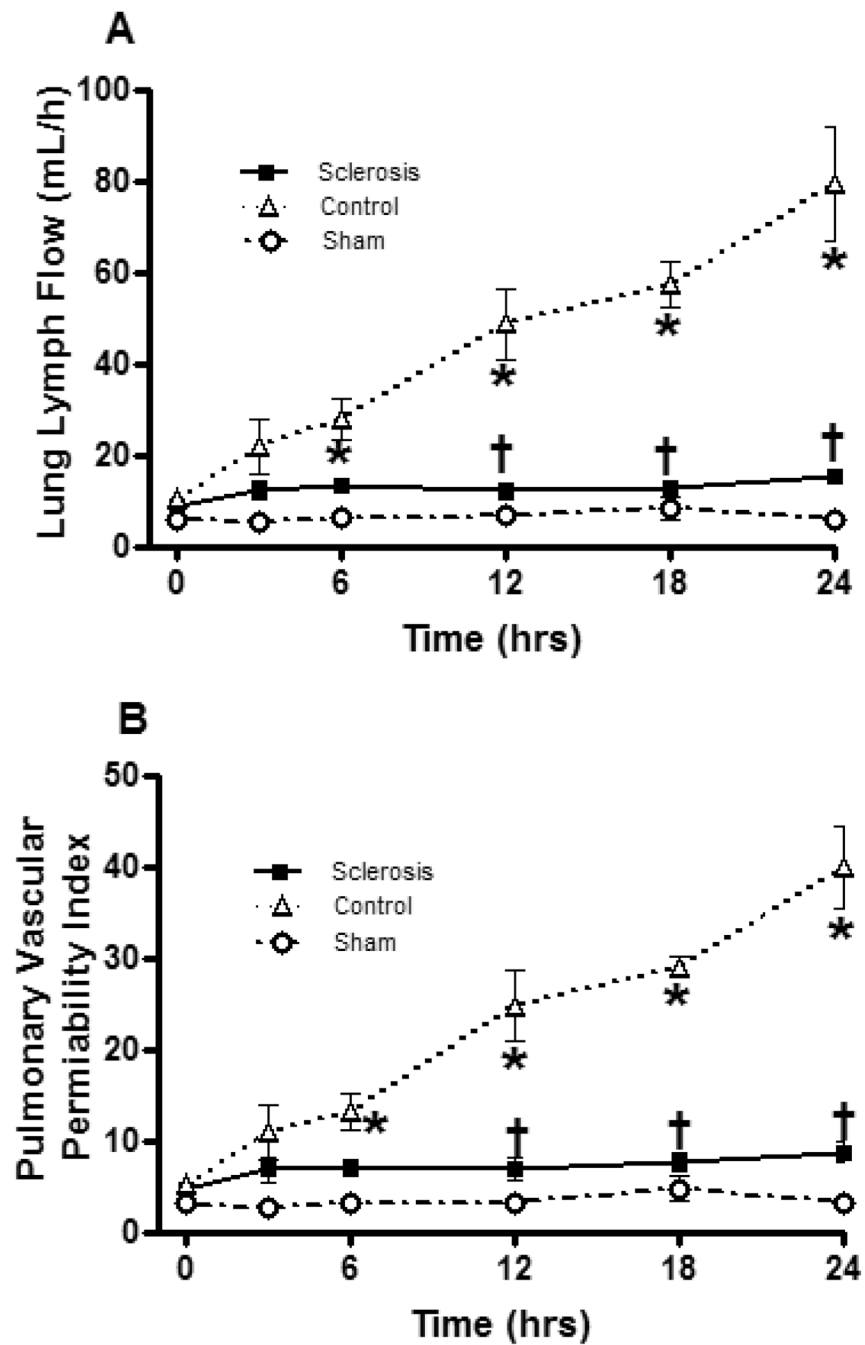 A
Lung Lymph Flow (mL/h)
100
80
60
40
20
0
Sclerosis
Control
Sham
*
*
*
*
†
†
†
0 6 12 18 24
Time (hrs)
B
Pulmonary Vascular
Permiability Index
50
40
30
20
10
0
Sclerosis
Control
Sham
*
*
*
*
†
†
†
0 6 12 18 24
Time (hrs)